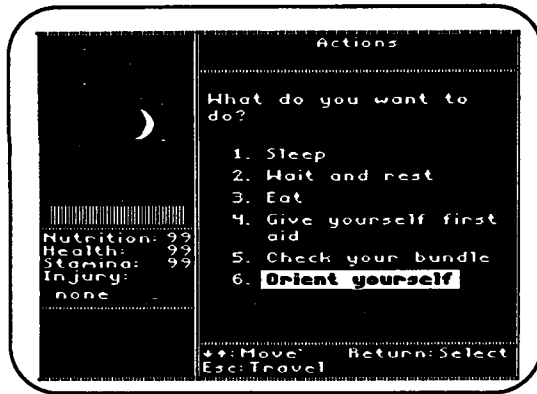 Actions
What do you want to
do?
1. Sleep
2. Wait and rest
3. Eat
4. Give yourself first
aid
5. Check your bundle
6. Orient yourself
Nutrition: 99
Health: 99
Stamina: 99
Injury:
none
↓↑:Move Return:Select
Esc:Travel